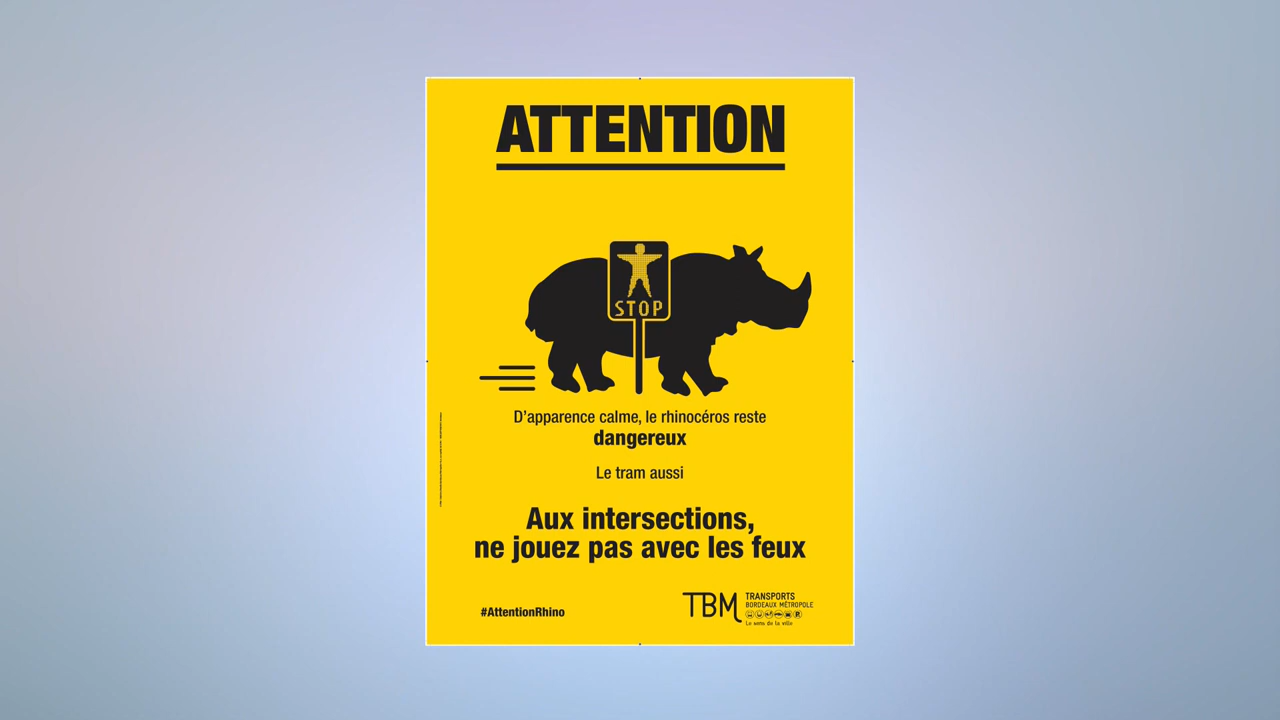 ATTENTION
STOP
D'apparence calme, le rhinocéros reste
dangereux
Le tram aussi
Aux intersections,
ne jouez pas avec les feux
#AttentionRhino
TBM
TRANSPORTS
BORDEAUX MÉTROPOLE
Le sens de la ville